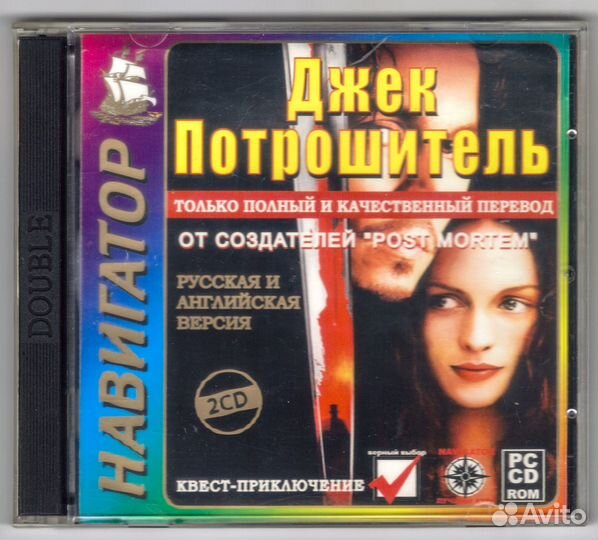 DOUBLE
НАВИГАТОР
Джек
Потрошитель
ТОЛЬКО ПОЛНЫЙ И КАЧЕСТВЕННЫЙ ПЕРЕВОД
ОТ СОЗДАТЕЛЕЙ "POST MORTEM"
РУССКАЯ И
АНГЛИЙСКАЯ
ВЕРСИЯ
2CD
КВЕСТ-ПРИКЛЮЧЕНИЕ
верный выбор
PC
CD
ROM
Avito